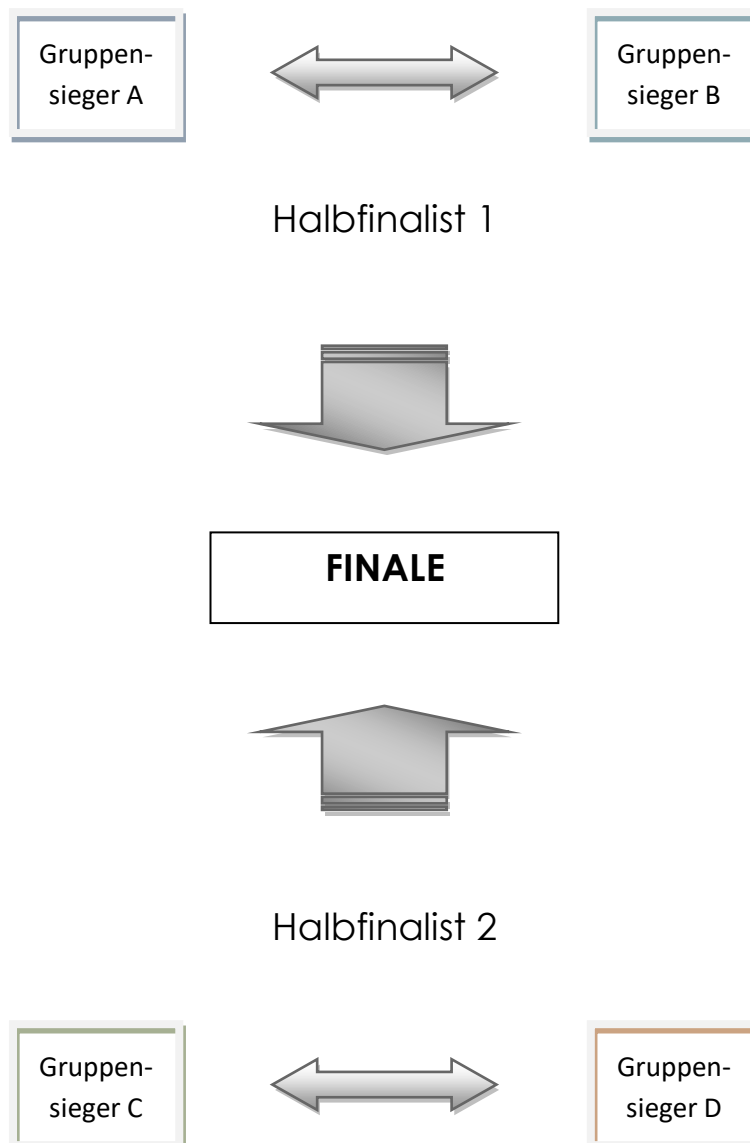 Gruppen-
sieger A
Gruppen-
sieger B
Halbfinalist 1
FINALE
Halbfinalist 2
Gruppen-
sieger C
Gruppen-
sieger D